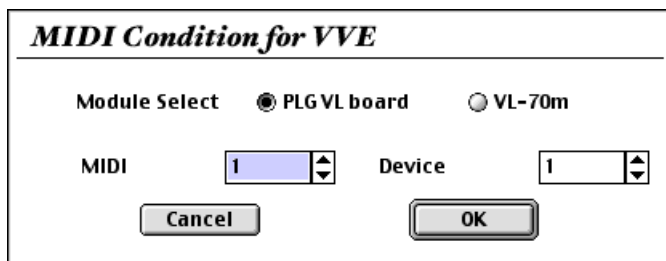 MIDI Condition for VVE
Module Select PLG VL board VL-70m
MIDI 1 Device 1
Cancel OK